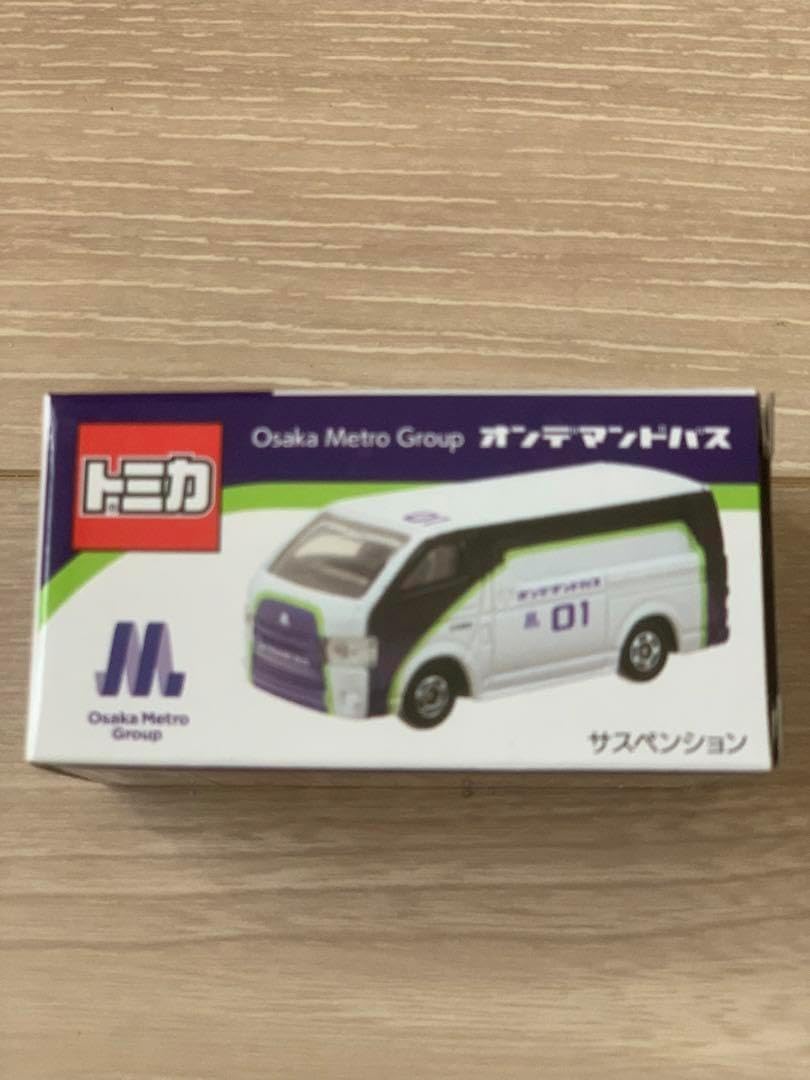 Osaka Metro Group オンデマンドバス
トミカ
01
オンデマンドバス
01
Osaka Metro
Group
サスペンション